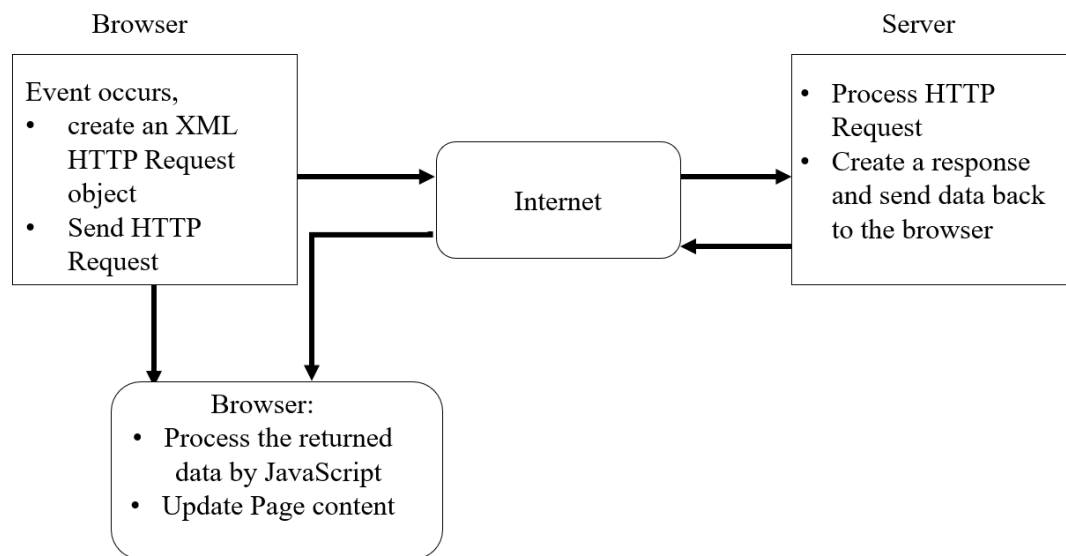 Browser
Server
Event occurs,
• create an XML
HTTP Request
object
• Send HTTP
Request
Internet
• Process HTTP
Request
• Create a response
and send data back
to the browser
Browser:
• Process the returned
data by JavaScript
• Update Page content